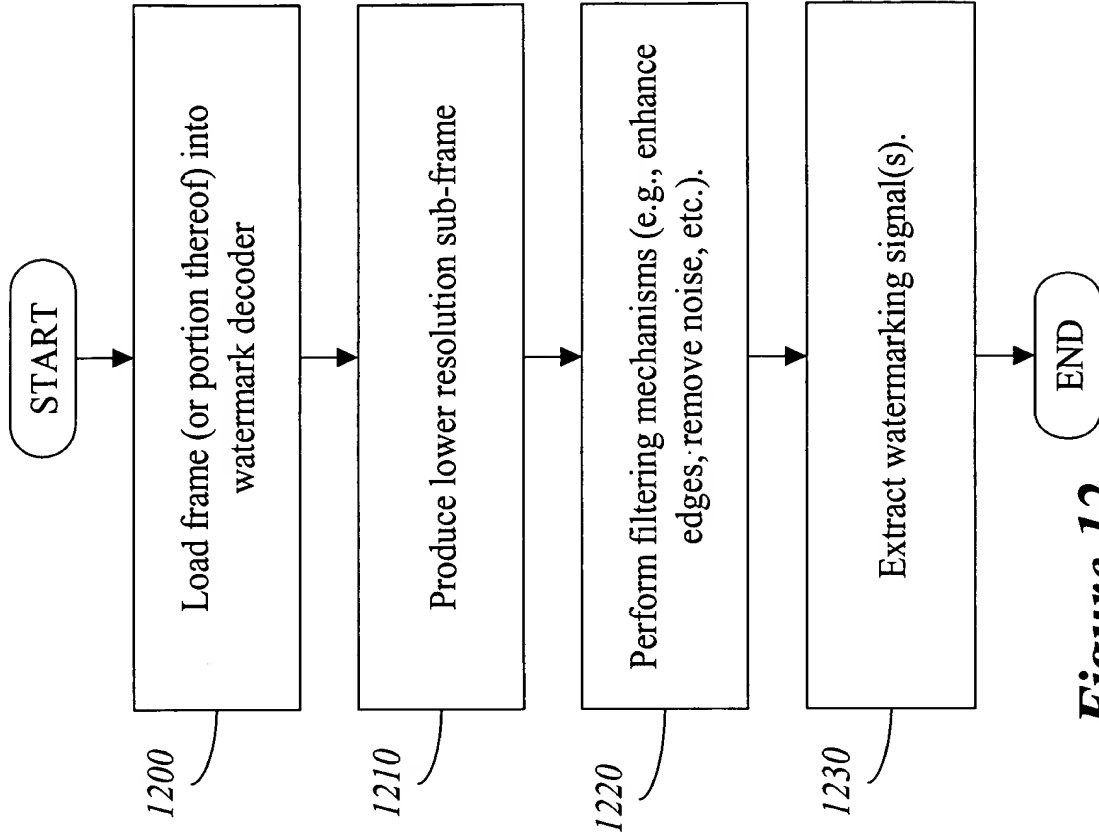 START
1200
Load frame (or portion thereof) into
watermark decoder
1210
Produce lower resolution sub-frame
1220
Perform filtering mechanisms (e.g., enhance
edges, remove noise, etc.).
1230
Extract watermarking signal(s).
END
Figure 12